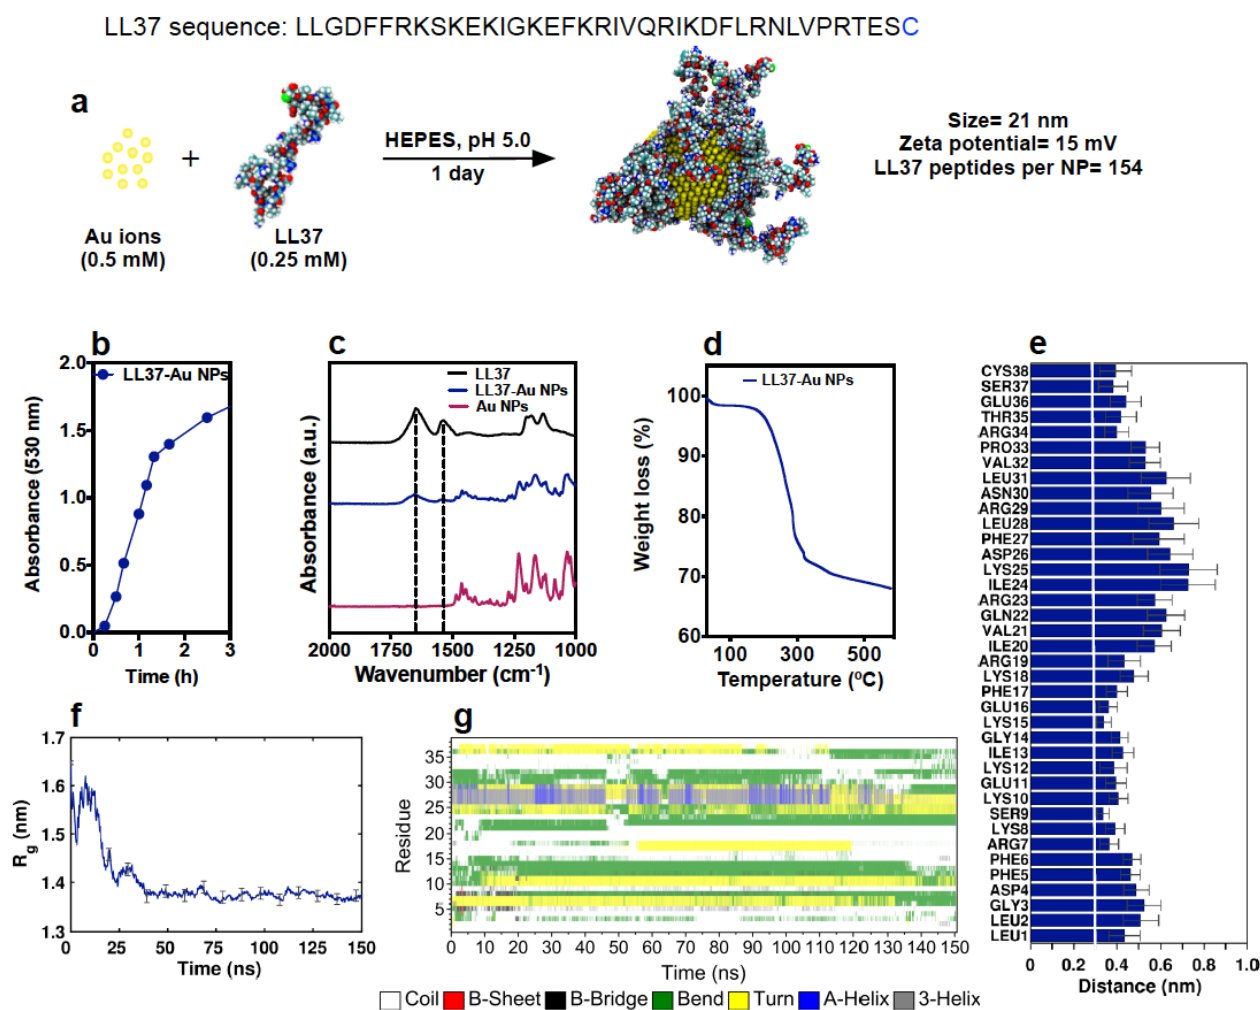 LL37 sequence: LLGDFFRKSKEKIGKEFKRIVQRIKDFLRNLVPRTESC
a
+
HEPES, pH 5.0
1 day
Au ions
(0.5 mM)
LL37
(0.25 mM)
Size= 21 nm
Zeta potential= 15 mV
LL37 peptides per NP= 154
b
Absorbance (530 nm)
2.0
1.5
1.0
0.5
0.0
LL37-Au NPs
0 1 2 3
Time (h)
c
Absorbance (a.u.)
LL37
LL37-Au NPs
Au NPs
2000 1750 1500 1250 1000
Wavenumber (cm⁻¹)
d
Weight loss (%)
LL37-Au NPs
100
90
80
70
60
100 300 500
Temperature (ºC)
e
CYS38
SER37
GLU36
THR35
ARG34
PRO33
VAL32
LEU31
ASN30
ARG29
LEU28
PHE27
ASP26
LYS25
ILE24
ARG23
GLN22
VAL21
ILE20
ARG19
LYS18
PHE17
GLU16
LYS15
GLY14
ILE13
LYS12
GLU11
LYS10
SER9
LYS8
ARG7
PHE6
PHE5
ASP4
GLY3
LEU2
LEU1
0 0.2 0.4 0.6 0.8 1.0
Distance (nm)
f
Rg (nm)
1.7
1.6
1.5
1.4
1.3
0 25 50 75 100 125 150
Time (ns)
g
Residue
35
30
25
20
15
10
5
0 10 20 30 40 50 60 70 80 90 100 110 120 130 140 150
Time (ns)
Coil B-Sheet B-Bridge Bend Turn A-Helix 3-Helix